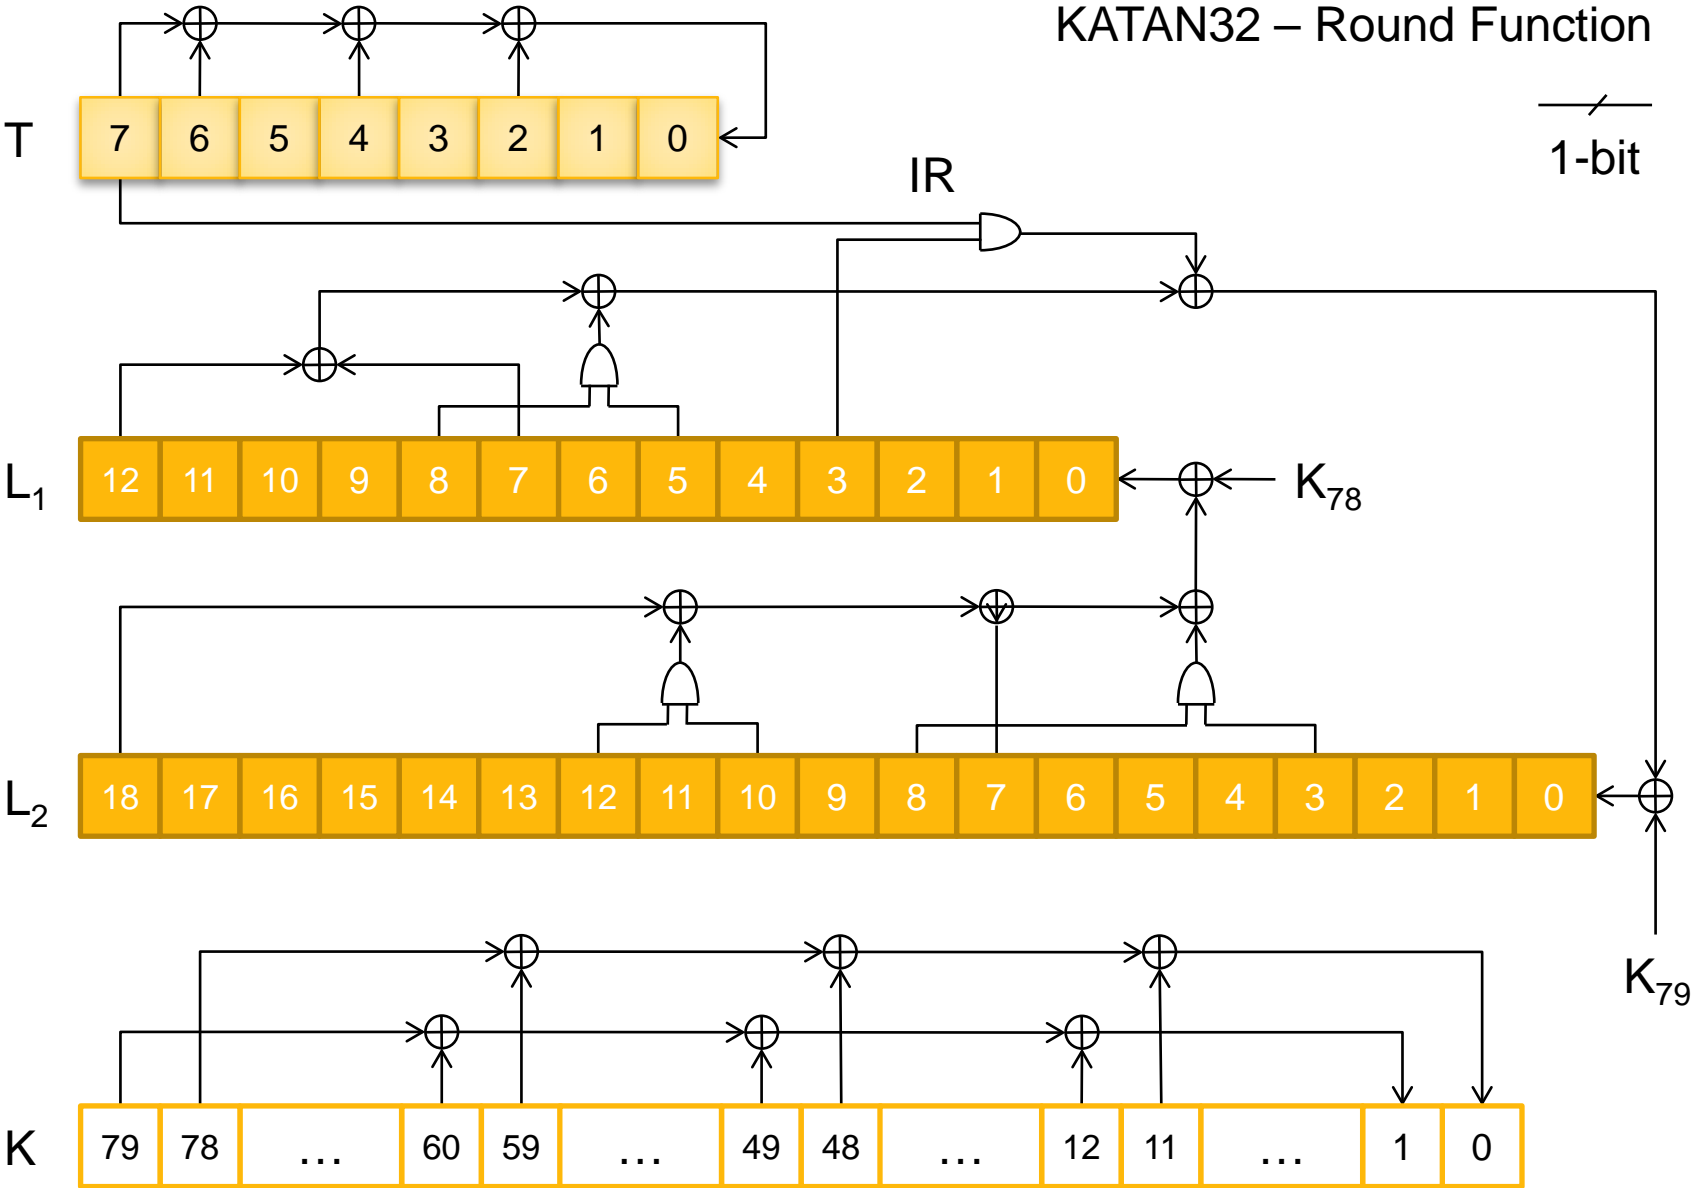 KATAN32 – Round Function
T 7 6 5 4 3 2 1 0
1-bit
IR
L1 12 11 10 9 8 7 6 5 4 3 2 1 0 K78
L2 18 17 16 15 14 13 12 11 10 9 8 7 6 5 4 3 2 1 0
K79
K 79 78 ... 60 59 ... 49 48 ... 12 11 ... 1 0